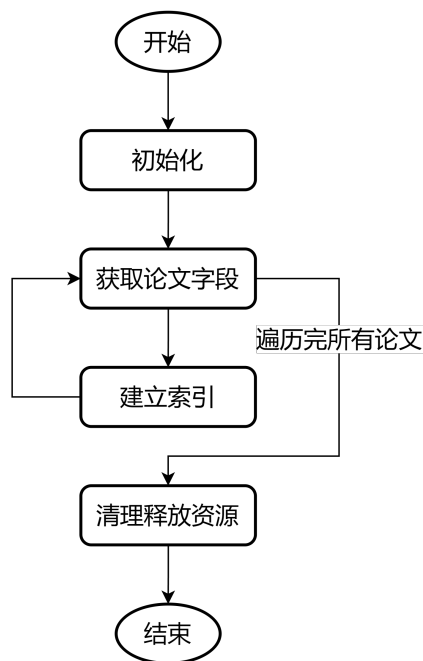 开始
初始化
获取论文字段
遍历完所有论文
建立索引
清理释放资源
结束